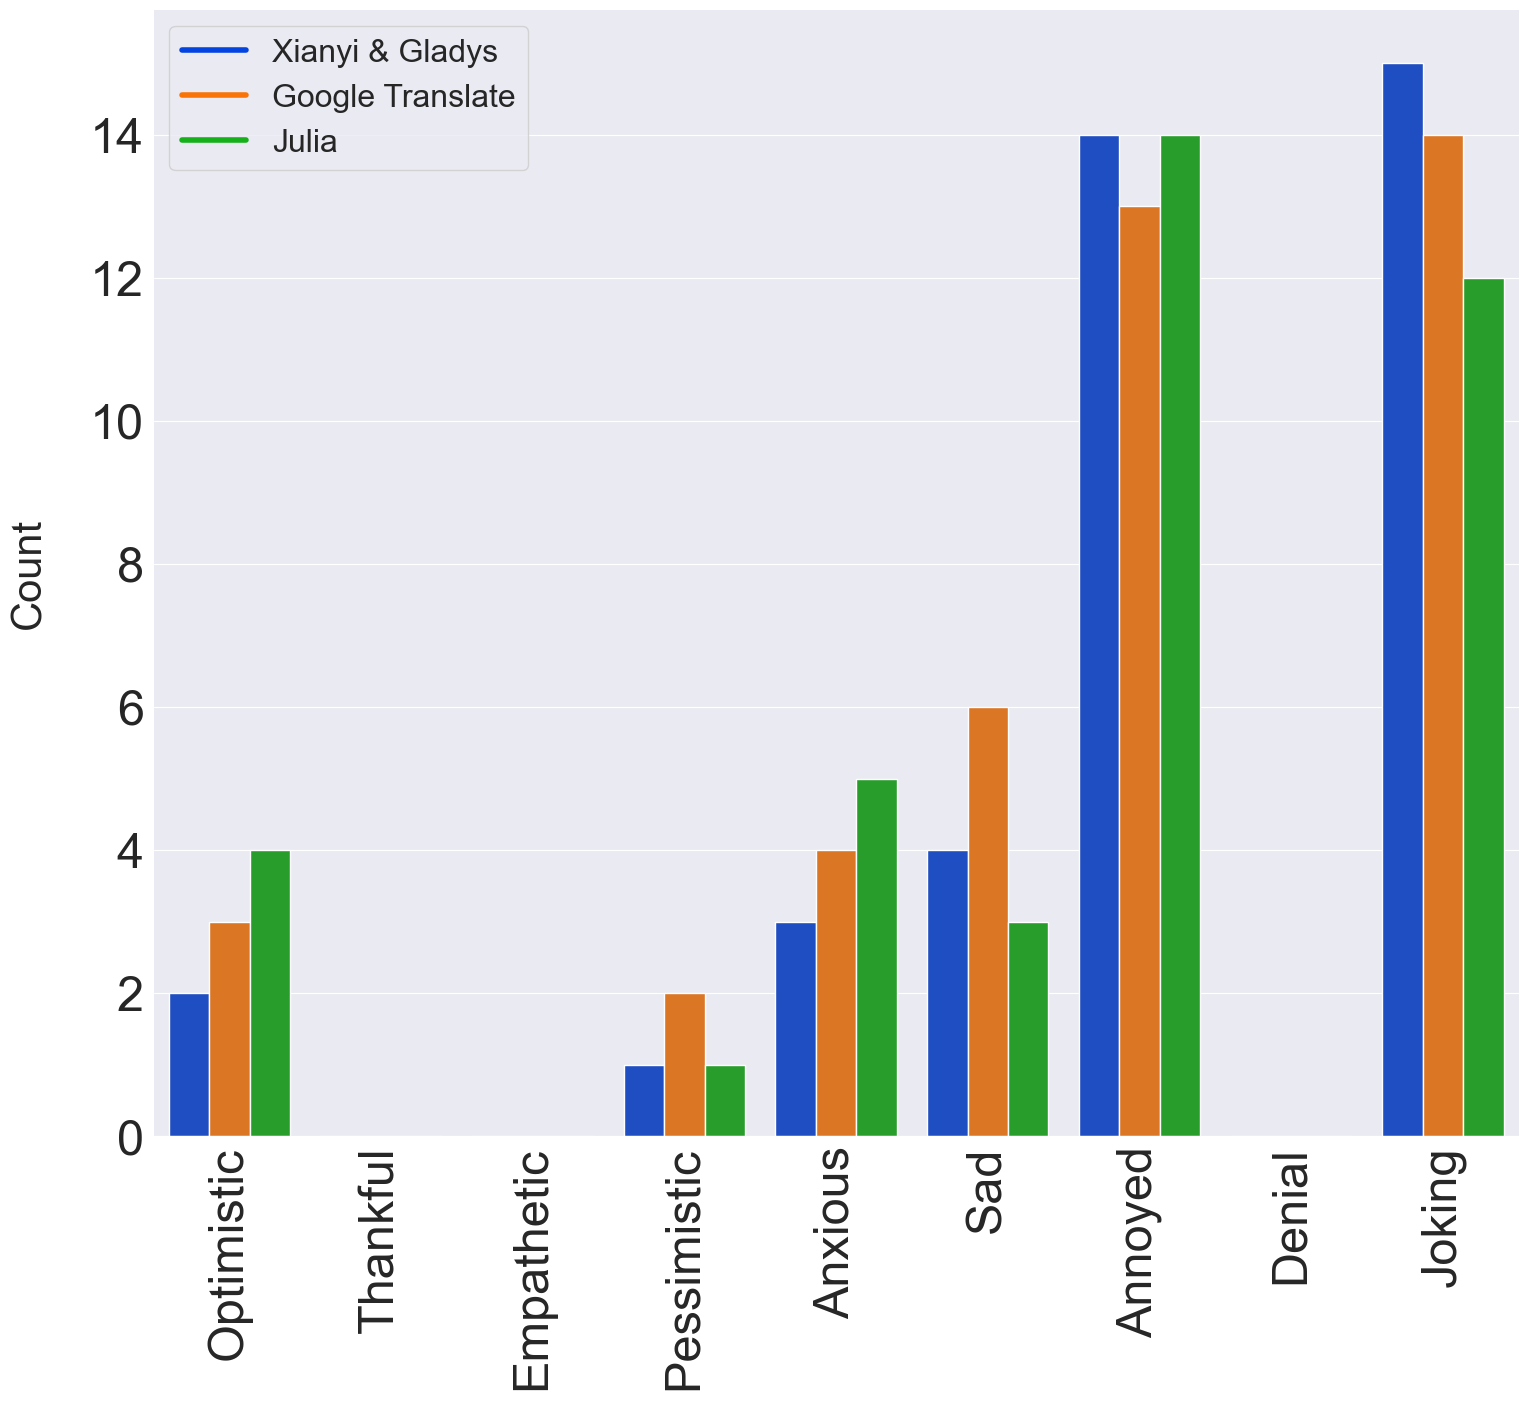 Xianyi & Gladys
Google Translate
Julia
Count
14
12
10
8
6
4
2
0
Optimistic
Thankful
Empathetic
Pessimistic
Anxious
Sad
Annoyed
Denial
Joking